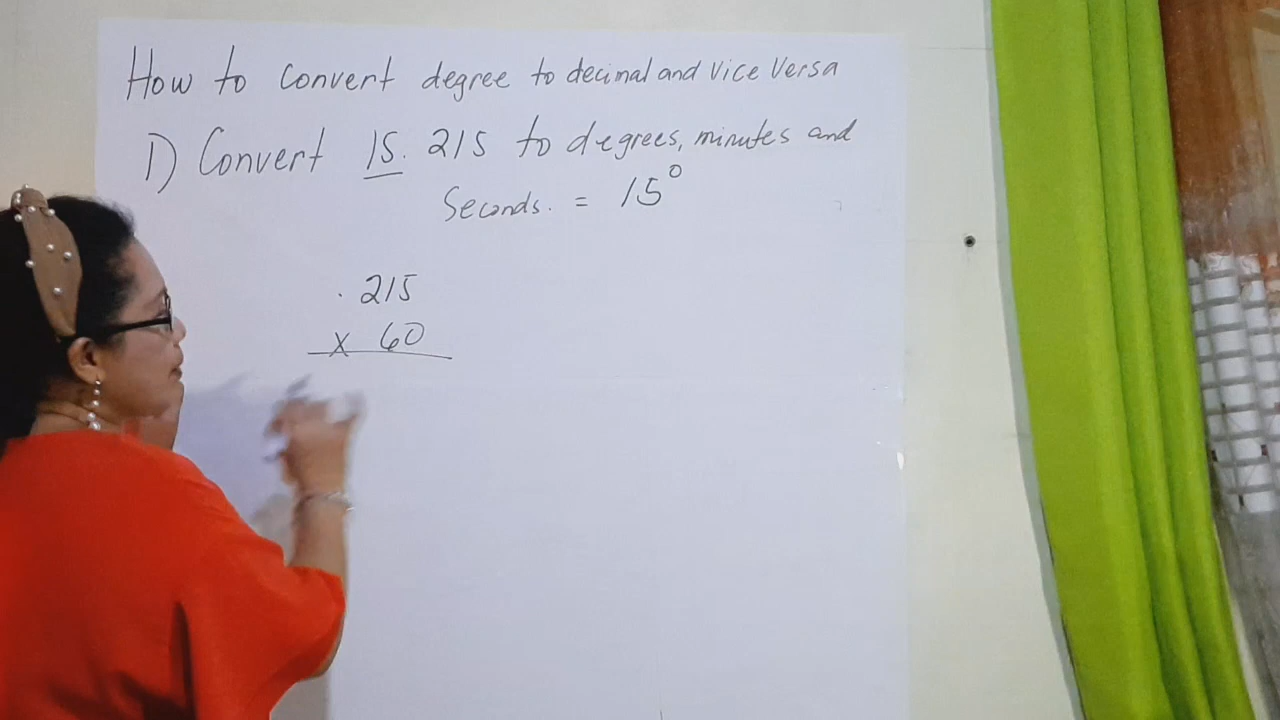 How to convert degree to decimal and Vice Versa
1) Convert 15.215 to degrees, minutes and
Seconds. = 15°
.215
x 60